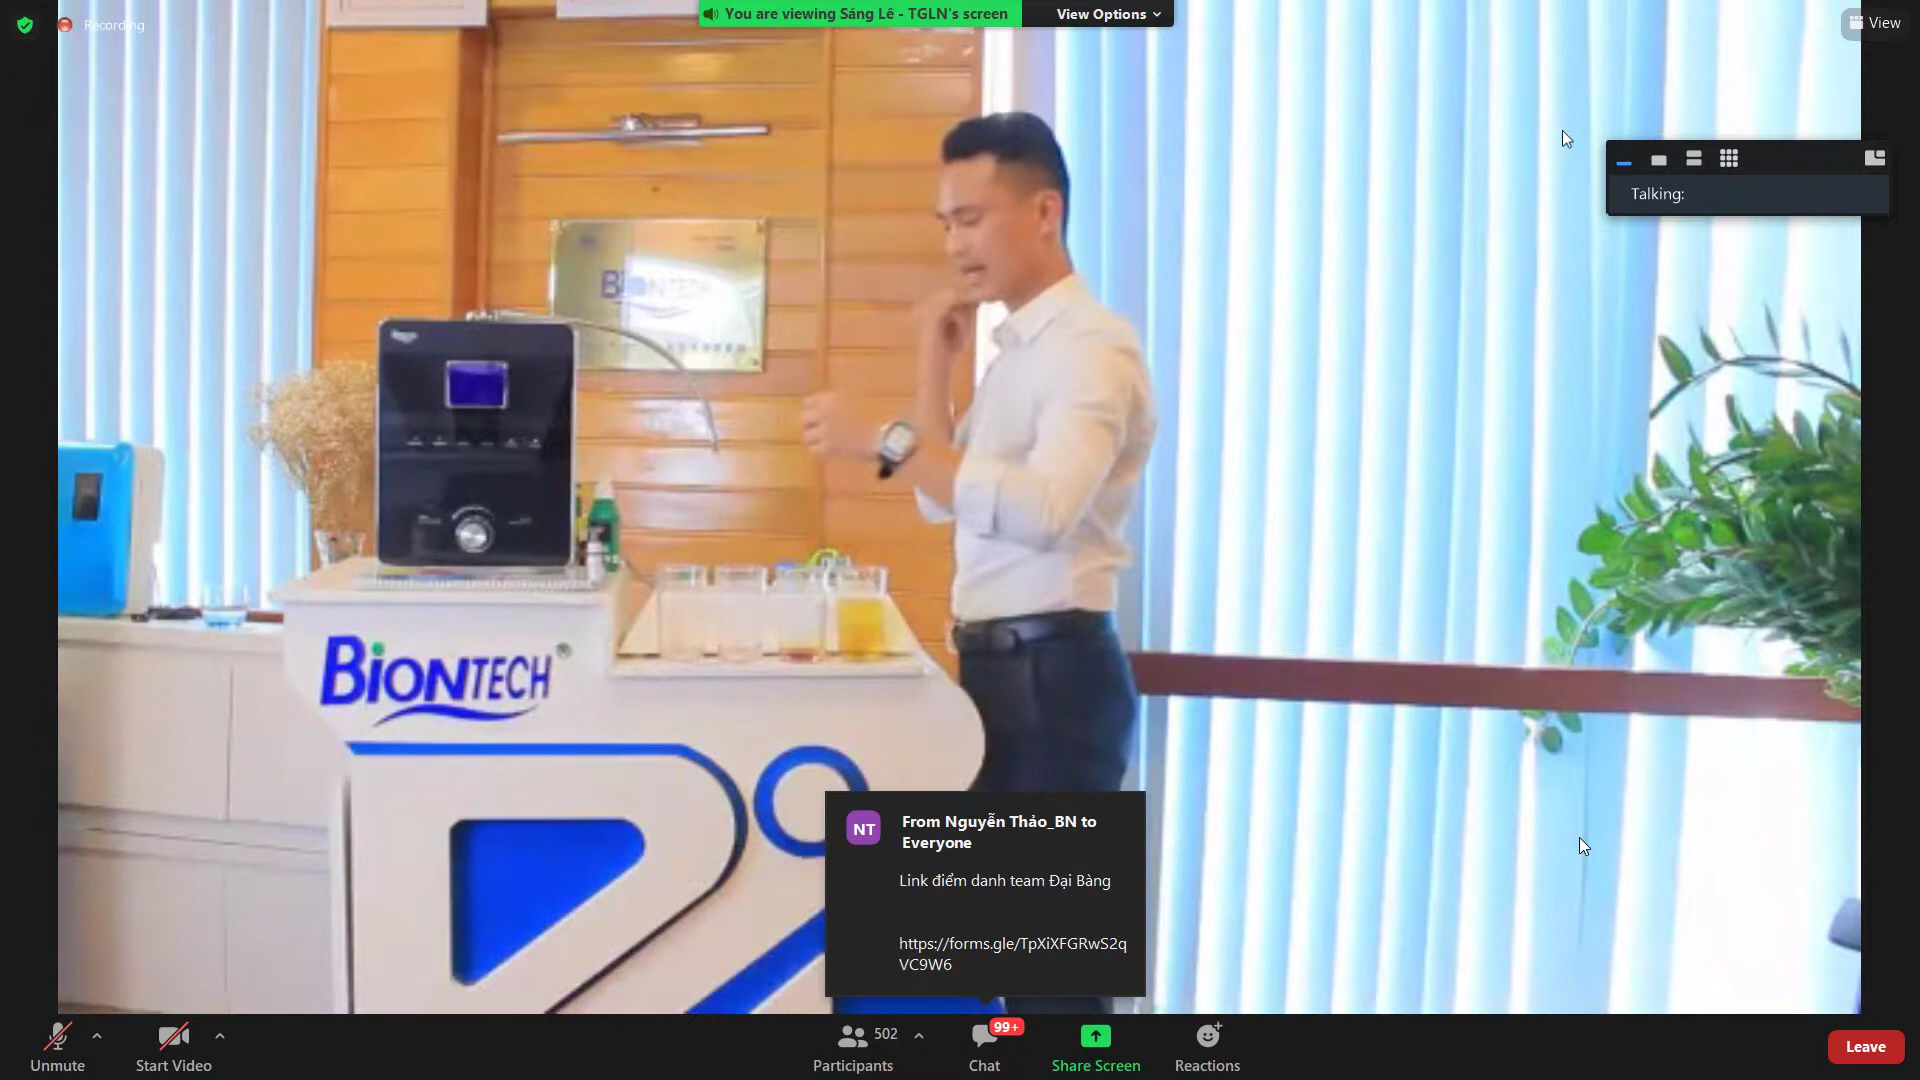 Recording
You are viewing Sáng Lê - TGLN's screen
View Options
View
Talking:
BIONTECH
BIONTECH®
NT
From Nguyễn Thảo_BN to
Everyone
Link điểm danh team Đại Bàng
https://forms.gle/TpXiXFGRwS2q
VC9W6
Unmute
Start Video
502
Participants
99+
Chat
Share Screen
Reactions
Leave